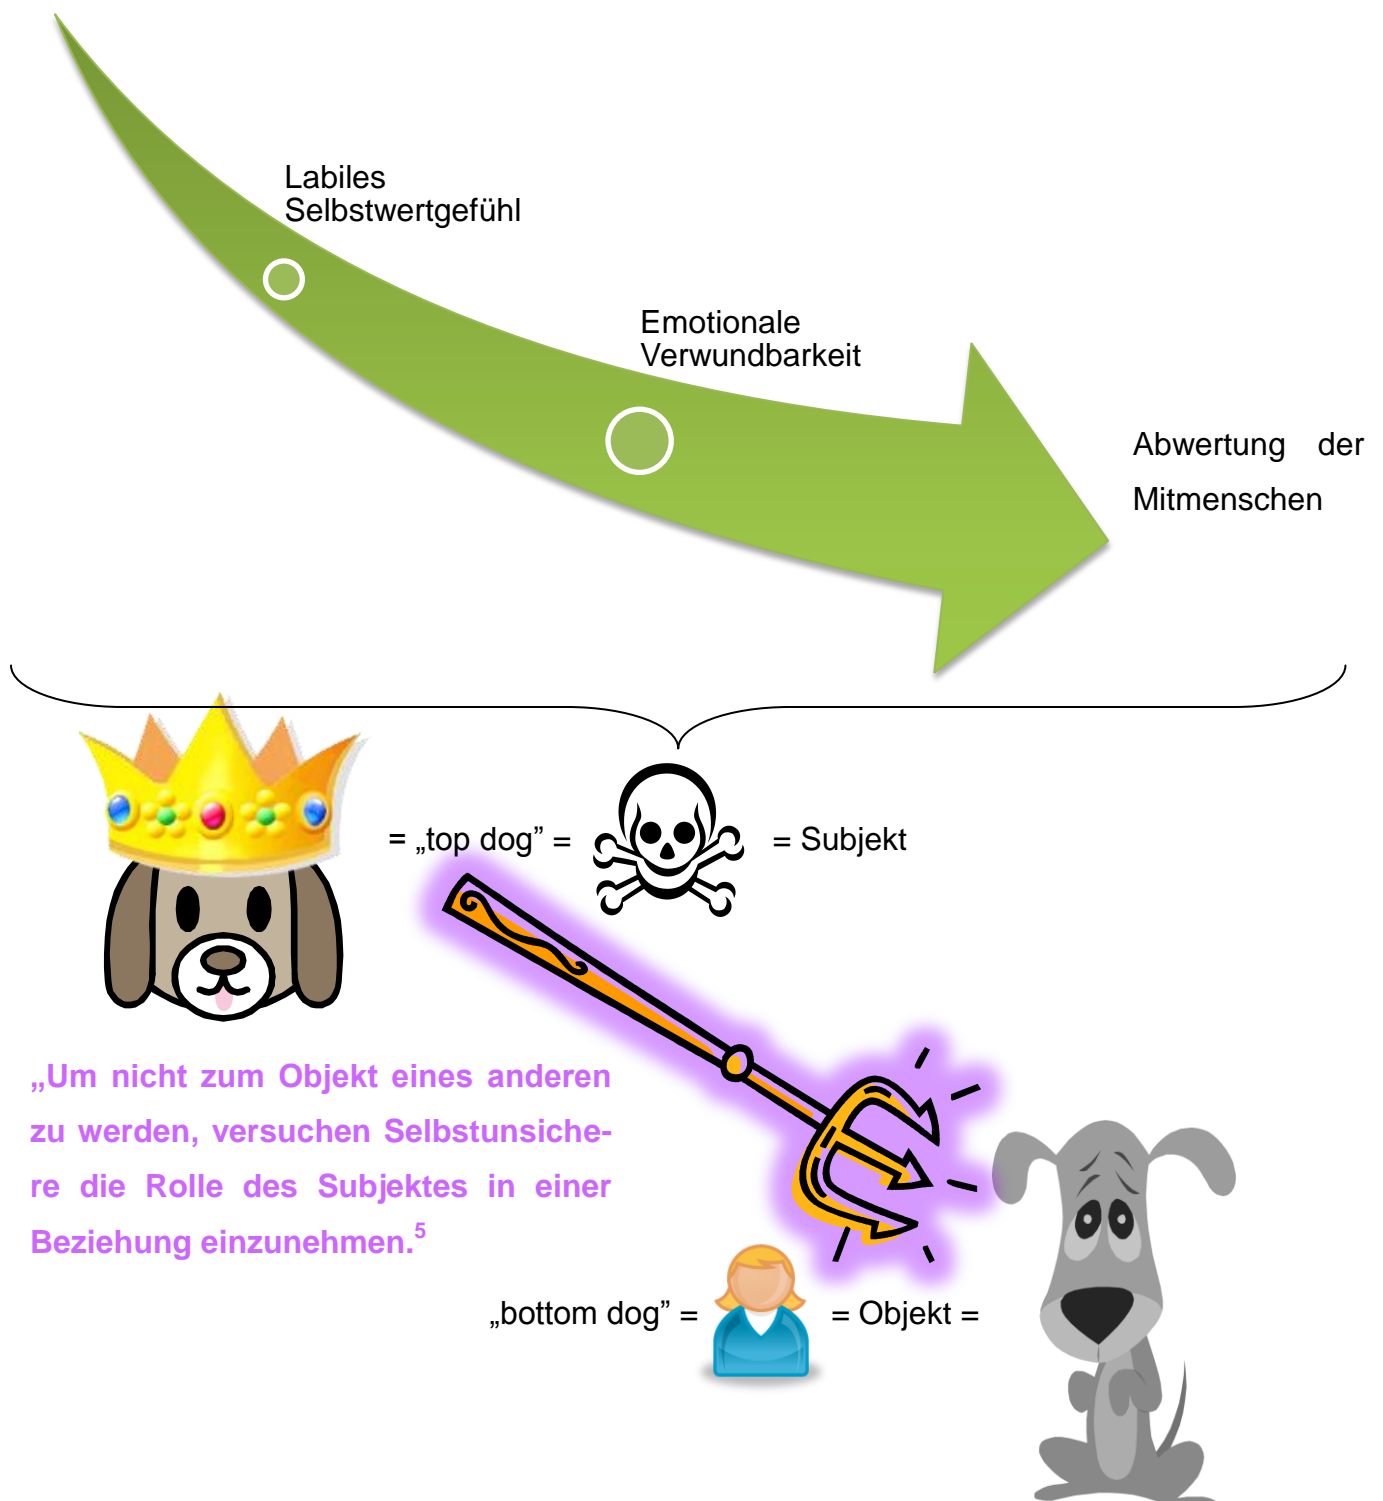 Labiles
Selbstwertgefühl
Emotionale
Verwundbarkeit
Abwertung der
Mitmenschen
= „top dog” = = Subjekt
„Um nicht zum Objekt eines anderen
zu werden, versuchen Selbstunsiche-
re die Rolle des Subjektes in einer
Beziehung einzunehmen.⁵
„bottom dog” = = Objekt =